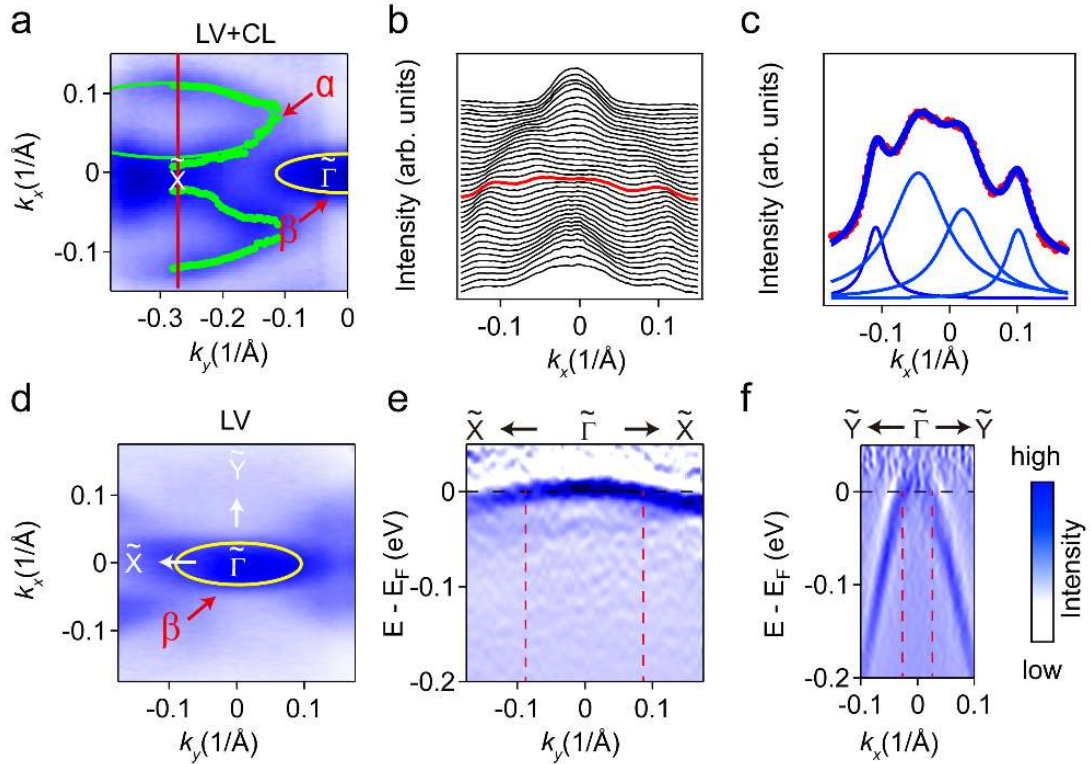 a
LV+CL
0.1
0
-0.1
k_x(1/Å)
α
X̃
Γ̃
β
-0.3
-0.2
-0.1
0
k_y(1/Å)
b
Intensity (arb. units)
-0.1
0
0.1
k_x(1/Å)
c
Intensity (arb. units)
-0.1
0
0.1
k_x(1/Å)
d
LV
0.1
0
-0.1
k_x(1/Å)
Ỹ
X̃
Γ̃
β
-0.1
0
0.1
k_y(1/Å)
e
X̃ ← Γ̃ → X̃
0
-0.1
-0.2
E - E_F (eV)
-0.1
0
0.1
k_y(1/Å)
f
Ỹ ← Γ̃ → Ỹ
0
-0.1
-0.2
E - E_F (eV)
-0.1
0
0.1
k_x(1/Å)
high
Intensity
low